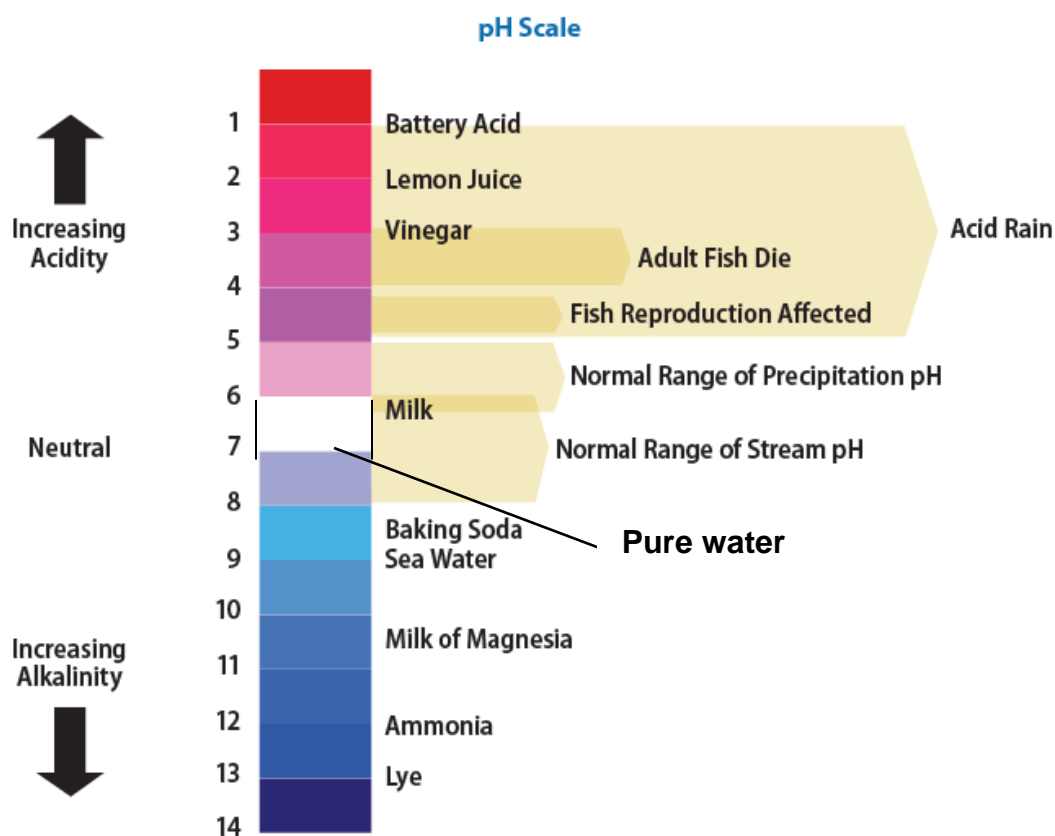 pH Scale
1
Battery Acid
2
Lemon Juice
Increasing
Acidity
3
Vinegar
Acid Rain
Adult Fish Die
4
Fish Reproduction Affected
5
Normal Range of Precipitation pH
6
Milk
Neutral
7
Normal Range of Stream pH
8
Baking Soda
Pure water
Sea Water
9
10
Increasing
Alkalinity
Milk of Magnesia
11
12
Ammonia
13
Lye
14